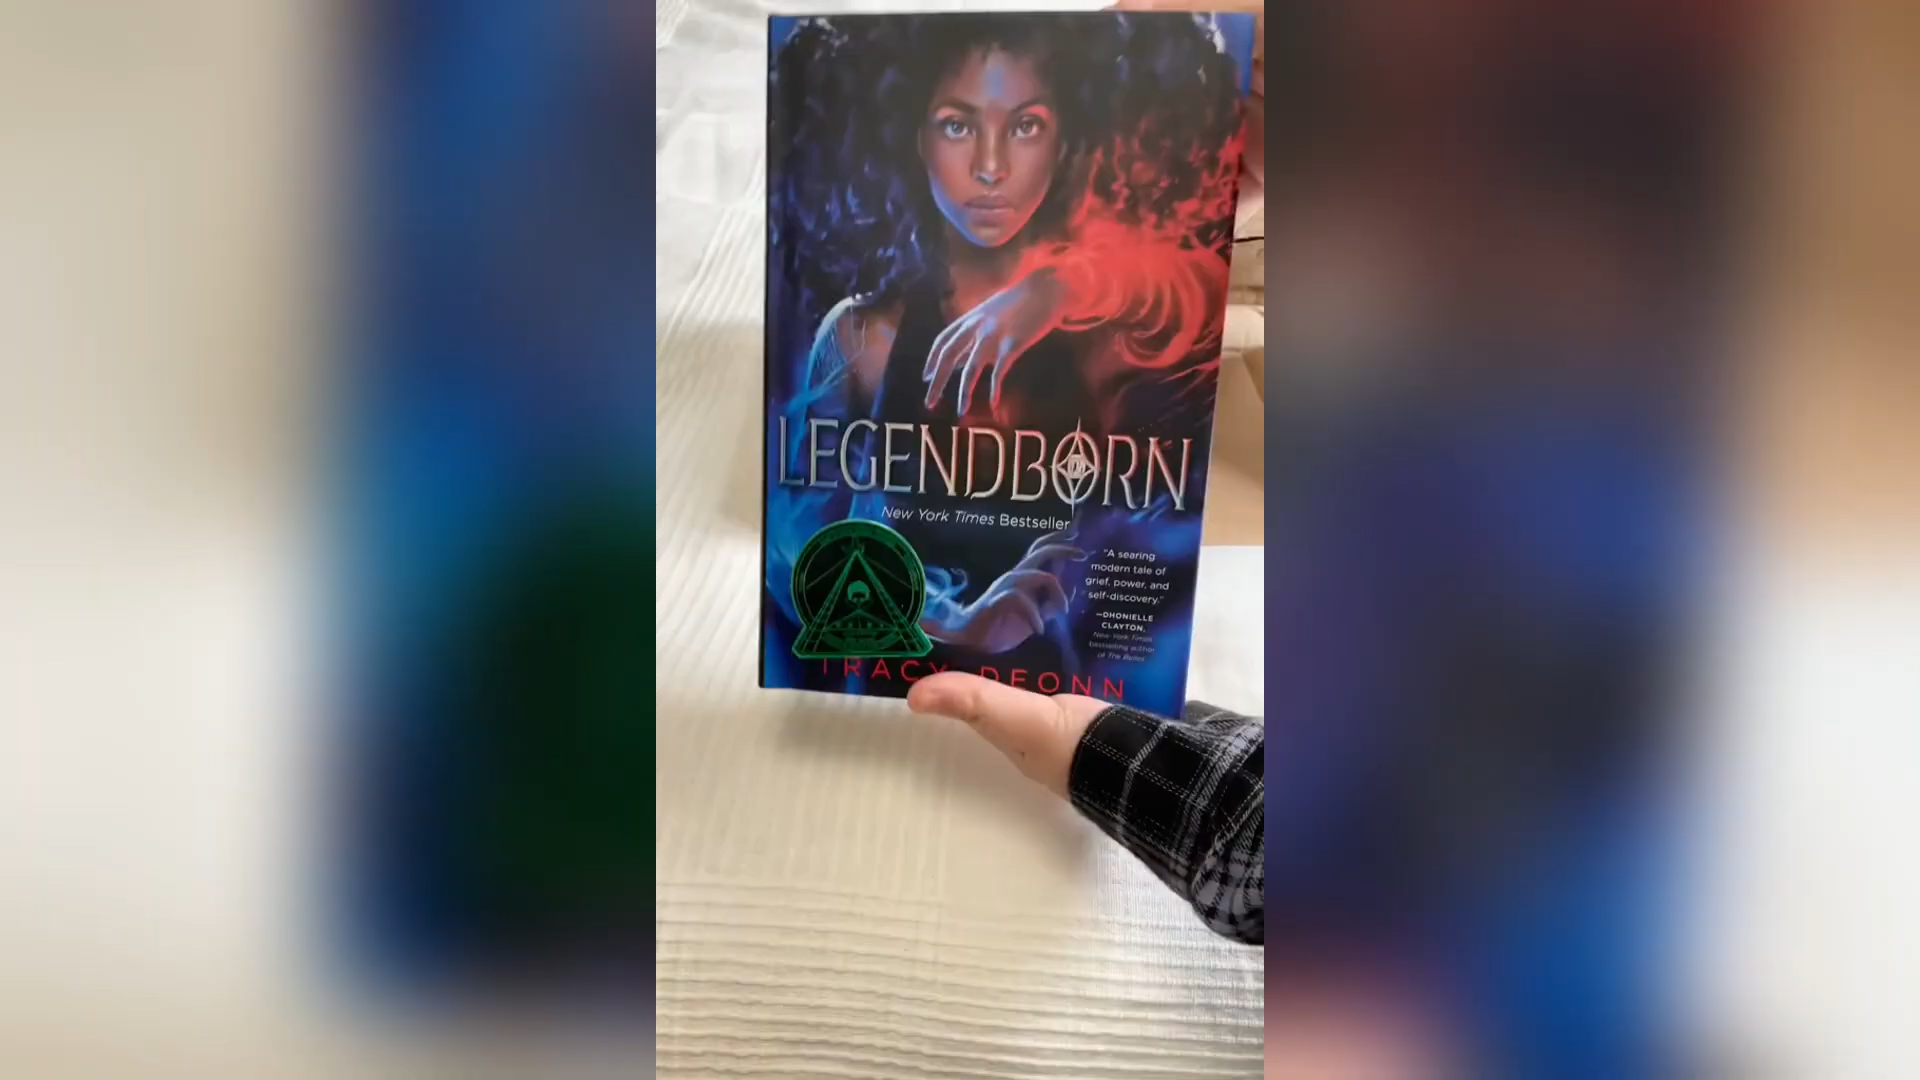 LEGENDBORN
New York Times Bestseller
"A searing
modern tale of
grief, power, and
self-discovery."
—DHONIELLE
CLAYTON,
New York Times
bestselling author
of The Belles
TRACY DEONN